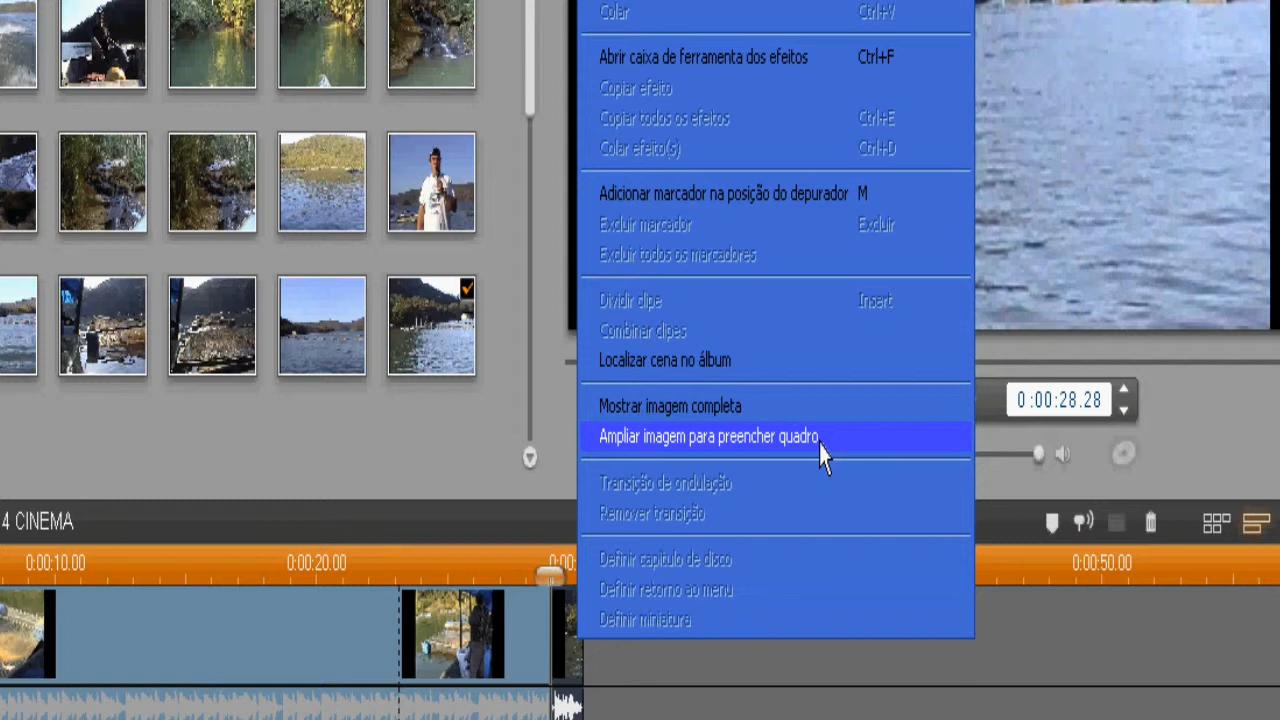 Colar Ctrl+V
Abrir caixa de ferramenta dos efeitos Ctrl+F
Copiar efeito
Copiar todos os efeitos Ctrl+E
Colar efeito(s) Ctrl+D
Adicionar marcador na posição do depurador M
Excluir marcador Excluir
Excluir todos os marcadores
Dividir clipe Insert
Combinar clipes
Localizar cena no álbum
Mostrar imagem completa
0:00:28.28
Ampliar imagem para preencher quadro
Transição de ondulação
Remover transição
4 CINEMA
0:00:10.00 0:00:20.00 0:00: 0:00:50.00
Definir capítulo de disco
Definir retorno ao menu
Definir miniatura